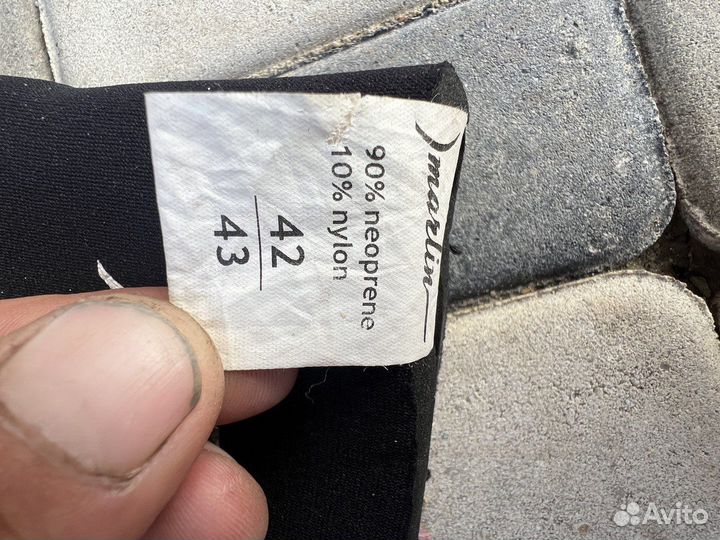 marlin
90% neoprene
10% nylon
42
43
Avito